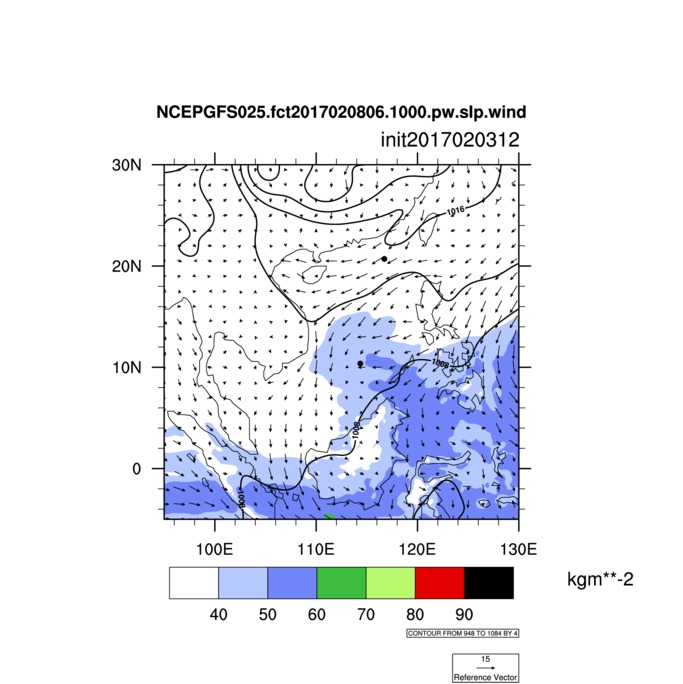 NCEPGFS025.fct2017020806.1000.pw.slp.wind
init2017020312
30N
1016
20N
10N
1008
1008
0
1008
100E 110E 120E 130E
kgm**-2
40 50 60 70 80 90
CONTOUR FROM 948 TO 1084 BY 4
15
Reference Vector